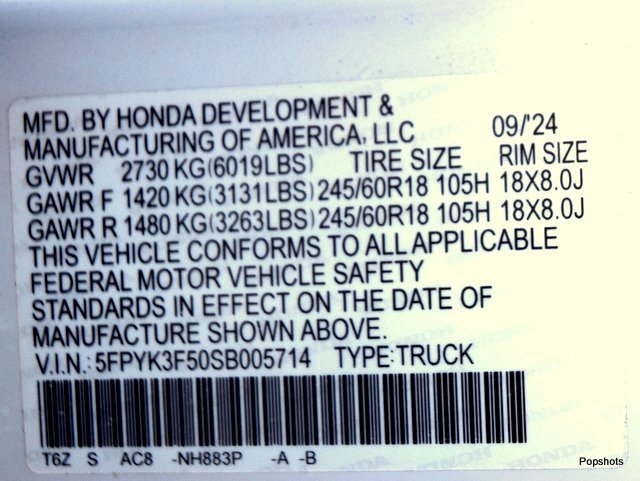 MFD. BY HONDA DEVELOPMENT &
MANUFACTURING OF AMERICA, LLC 09/'24
GVWR 2730 KG(6019LBS) TIRE SIZE RIM SIZE
GAWR F 1420 KG(3131LBS) 245/60R18 105H 18X8.0J
GAWR R 1480 KG(3263LBS) 245/60R18 105H 18X8.0J
THIS VEHICLE CONFORMS TO ALL APPLICABLE
FEDERAL MOTOR VEHICLE SAFETY
STANDARDS IN EFFECT ON THE DATE OF
MANUFACTURE SHOWN ABOVE.
V.I.N.: 5FPYK3F50SB005714 TYPE:TRUCK
T6Z S AC8 -NH883P -A -B
Popshots